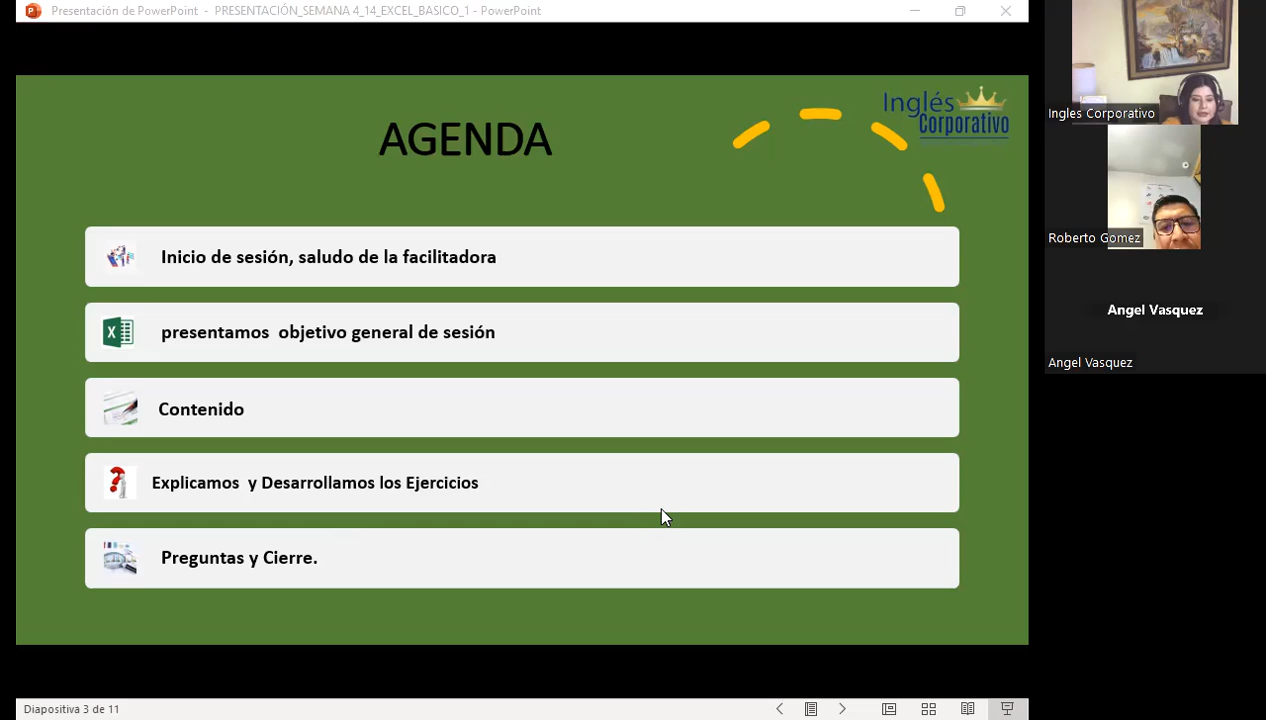 Presentación de PowerPoint - PRESENTACIÓN_SEMANA 4_14_EXCEL_BASICO_1 - PowerPoint
Inglés
Corporativo
AGENDA
Inicio de sesión, saludo de la facilitadora
presentamos objetivo general de sesión
Contenido
Explicamos y Desarrollamos los Ejercicios
Preguntas y Cierre.
Ingles Corporativo
Roberto Gomez
Angel Vasquez
Angel Vasquez
Diapositiva 3 de 11